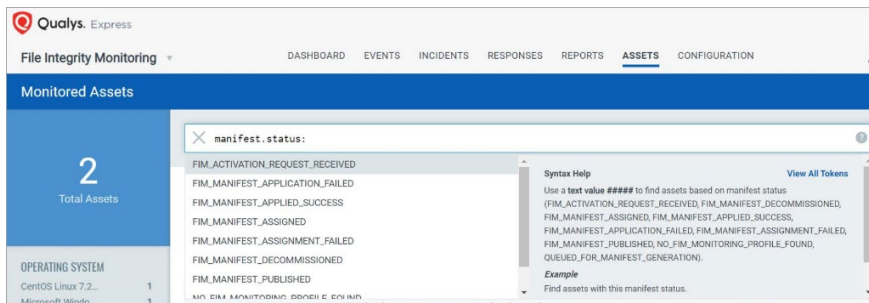 Qualys. Express
File Integrity Monitoring
DASHBOARD EVENTS INCIDENTS RESPONSES REPORTS ASSETS CONFIGURATION
Monitored Assets
2
Total Assets
manifest.status:
FIM_ACTIVATION_REQUEST_RECEIVED
FIM_MANIFEST_APPLICATION_FAILED
FIM_MANIFEST_APPLIED_SUCCESS
FIM_MANIFEST_ASSIGNED
FIM_MANIFEST_ASSIGNMENT_FAILED
FIM_MANIFEST_DECOMMISSIONED
FIM_MANIFEST_PUBLISHED
NO_FIM_MONITORING_PROFILE_FOUND
Syntax Help View All Tokens
Use a text value ##### to find assets based on manifest status
(FIM_ACTIVATION_REQUEST_RECEIVED, FIM_MANIFEST_DECOMMISSIONED,
FIM_MANIFEST_ASSIGNED, FIM_MANIFEST_APPLIED_SUCCESS,
FIM_MANIFEST_APPLICATION_FAILED, FIM_MANIFEST_ASSIGNMENT_FAILED,
FIM_MANIFEST_PUBLISHED, NO_FIM_MONITORING_PROFILE_FOUND,
QUEUED_FOR_MANIFEST_GENERATION).
Example
Find assets with this manifest status.
OPERATING SYSTEM
CentOS Linux 7.2... 1
Microsoft Windo... 1